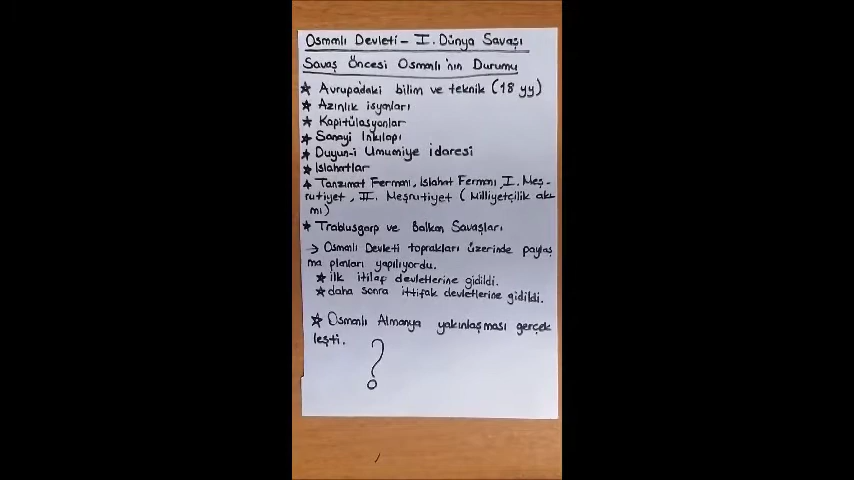 Osmanlı Devleti - I. Dünya Savaşı
Savaş Öncesi Osmanlı'nın Durumu
★ Avrupadaki bilim ve teknik (18 yy)
★ Azınlık isyanları
★ Kapitülasyonlar
★ Sanayi İnkılapı
★ Duyun-i Umumiye idaresi
★ Islahatlar
★ Tanzimat Fermanı, Islahat Fermanı, I. Meş-
rutiyet, II. Meşrutiyet (Milliyetçilik akı
mı)
★ Trablusgarp ve Balkan Savaşları
→ Osmanlı Devleti toprakları üzerinde paylaş
ma planları yapılıyordu.
★ ilk itilaf devletlerine gidildi.
★ daha sonra ittifak devletlerine gidildi.
★ Osmanlı Almanya yakınlaşması gerçek
leşti.
?